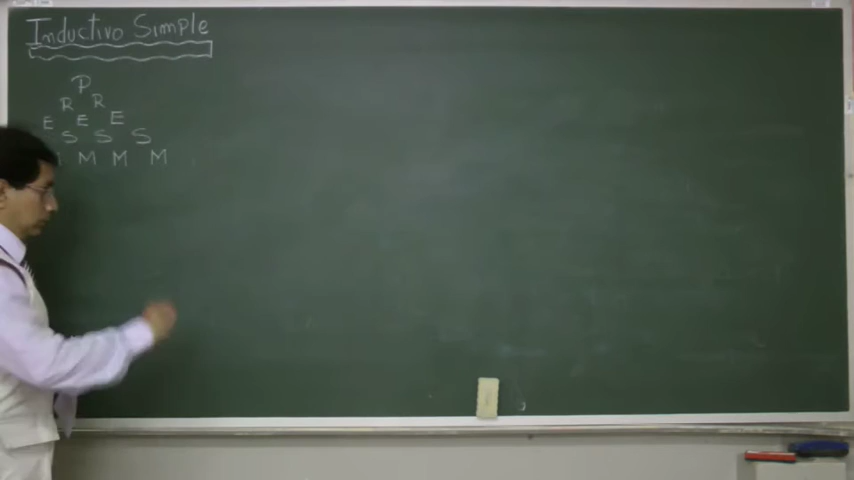 Inductivo Simple
P
R R
E E E
S S S
M M M